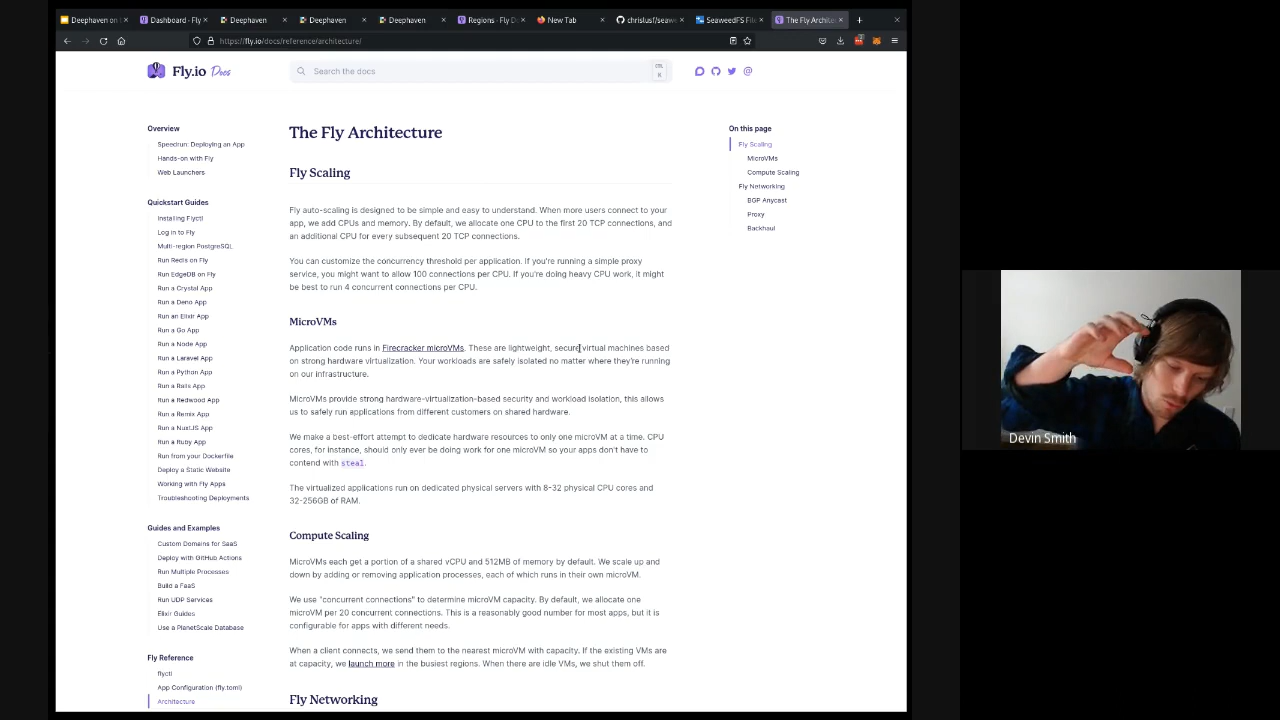 Deephaven on
Dashboard · Fly
Deephaven
Deephaven
Deephaven
Regions · Fly D
New Tab
chrislusf/seaw
SeaweedFS File
The Fly Architec
https://fly.io/docs/reference/architecture/
Fly.io Docs
Search the docs
CTRL
K
Overview
Speedrun: Deploying an App
Hands-on with Fly
Web Launchers
Quickstart Guides
Installing Flyctl
Log in to Fly
Multi-region PostgreSQL
Run Redis on Fly
Run EdgeDB on Fly
Run a Crystal App
Run a Deno App
Run an Elixir App
Run a Go App
Run a Node App
Run a Laravel App
Run a Python App
Run a Rails App
Run a Redwood App
Run a Remix App
Run a NuxtJS App
Run a Ruby App
Run from your Dockerfile
Deploy a Static Website
Working with Fly Apps
Troubleshooting Deployments
Guides and Examples
Custom Domains for SaaS
Deploy with GitHub Actions
Run Multiple Processes
Build a FaaS
Run UDP Services
Elixir Guides
Use a PlanetScale Database
Fly Reference
flyctl
App Configuration (fly.toml)
Architecture
The Fly Architecture
Fly Scaling
Fly auto-scaling is designed to be simple and easy to understand. When more users connect to your
app, we add CPUs and memory. By default, we allocate one CPU to the first 20 TCP connections, and
an additional CPU for every subsequent 20 TCP connections.
You can customize the concurrency threshold per application. If you're running a simple proxy
service, you might want to allow 100 connections per CPU. If you're doing heavy CPU work, it might
be best to run 4 concurrent connections per CPU.
MicroVMs
Application code runs in Firecracker microVMs. These are lightweight, secure virtual machines based
on strong hardware virtualization. Your workloads are safely isolated no matter where they're running
on our infrastructure.
MicroVMs provide strong hardware-virtualization-based security and workload isolation, this allows
us to safely run applications from different customers on shared hardware.
We make a best-effort attempt to dedicate hardware resources to only one microVM at a time. CPU
cores, for instance, should only ever be doing work for one microVM so your apps don't have to
contend with steal.
The virtualized applications run on dedicated physical servers with 8-32 physical CPU cores and
32-256GB of RAM.
Compute Scaling
MicroVMs each get a portion of a shared vCPU and 512MB of memory by default. We scale up and
down by adding or removing application processes, each of which runs in their own microVM.
We use "concurrent connections" to determine microVM capacity. By default, we allocate one
microVM per 20 concurrent connections. This is a reasonably good number for most apps, but it is
configurable for apps with different needs.
When a client connects, we send them to the nearest microVM with capacity. If the existing VMs are
at capacity, we launch more in the busiest regions. When there are idle VMs, we shut them off.
Fly Networking
On this page
Fly Scaling
MicroVMs
Compute Scaling
Fly Networking
BGP Anycast
Proxy
Backhaul
Devin Smith